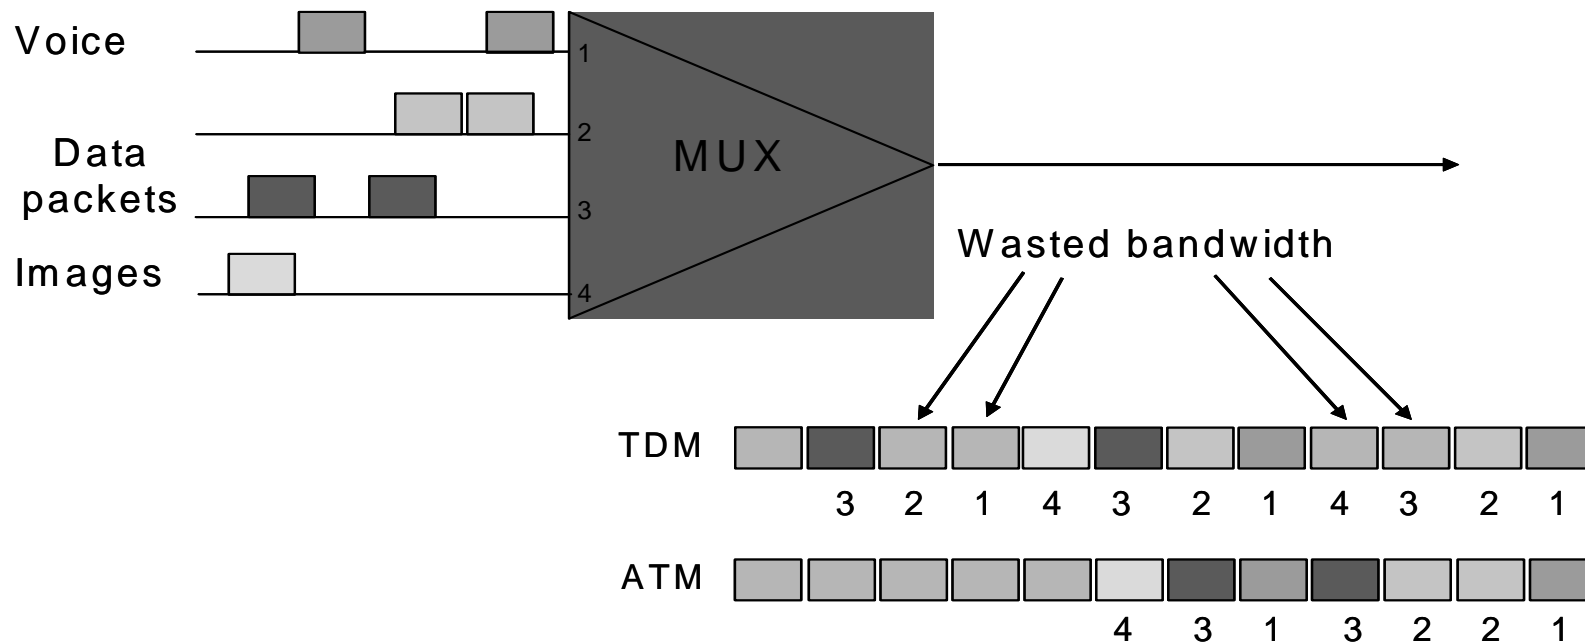 Voice
1
2
Data
packets
3
Images
4
MUX
Wasted bandwidth
TDM
3 2 1 4 3 2 1 4 3 2 1
ATM
4 3 1 3 2 2 1